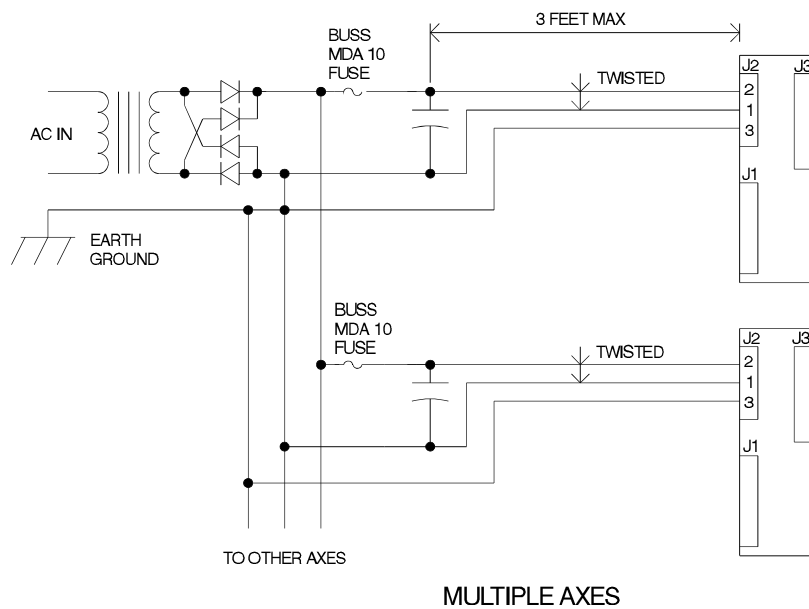 3 FEET MAX
BUSS
MDA 10
FUSE
TWISTED
J2
J3
2
1
3
AC IN
J1
EARTH
GROUND
BUSS
MDA 10
FUSE
TWISTED
J2
J3
2
1
3
J1
TO OTHER AXES
MULTIPLE AXES